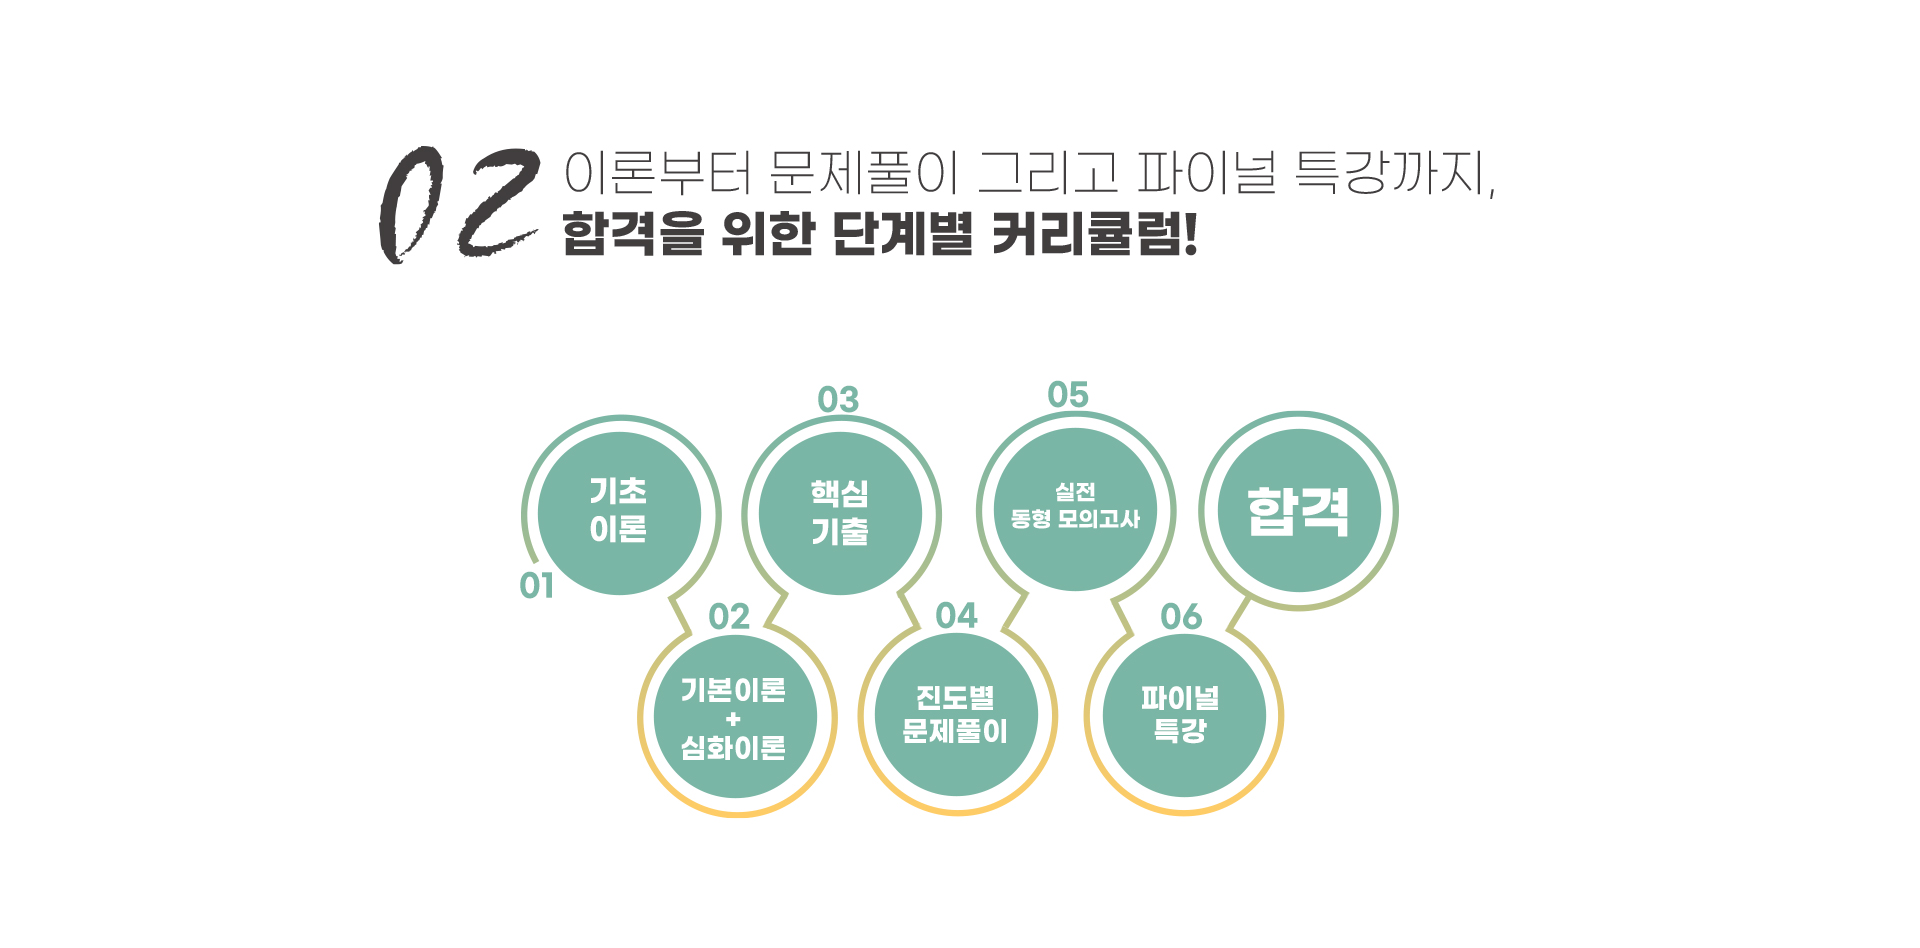 02
이론부터 문제풀이 그리고 파이널 특강까지,
합격을 위한 단계별 커리큘럼!
01
기초
이론
02
기본이론
+
심화이론
03
핵심
기출
04
진도별
문제풀이
05
실전
동형 모의고사
06
파이널
특강
합격